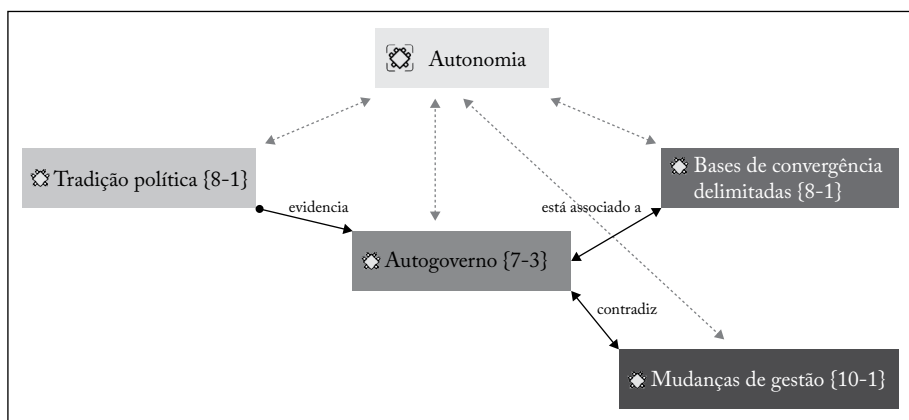 Autonomia
Tradição política {8-1}
Bases de convergência
delimitadas {8-1}
evidencia
está associado a
Autogoverno {7-3}
contradiz
Mudanças de gestão {10-1}